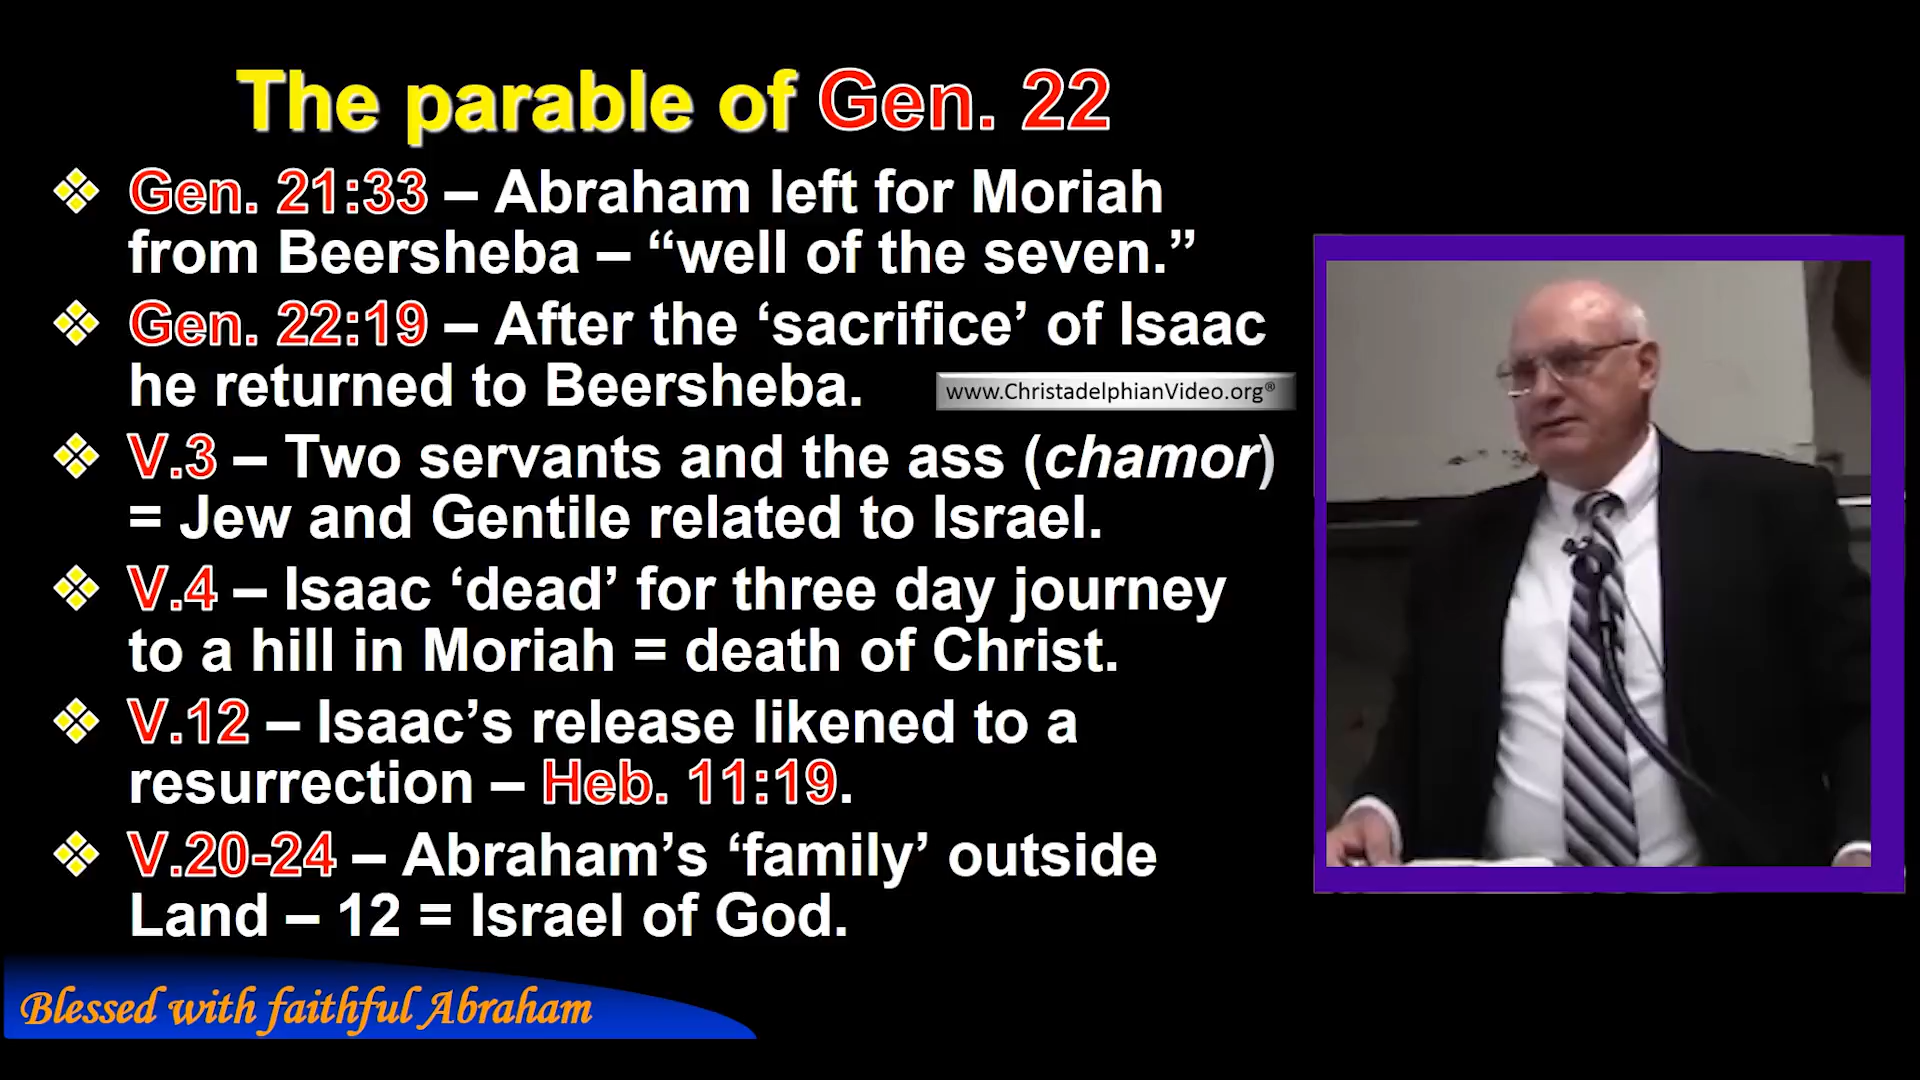 The parable of Gen. 22
❖ Gen. 21:33 – Abraham left for Moriah
from Beersheba – “well of the seven.”
❖ Gen. 22:19 – After the ‘sacrifice’ of Isaac
he returned to Beersheba.
www.ChristadelphianVideo.org®
❖ V.3 – Two servants and the ass (chamor)
= Jew and Gentile related to Israel.
❖ V.4 – Isaac ‘dead’ for three day journey
to a hill in Moriah = death of Christ.
❖ V.12 – Isaac’s release likened to a
resurrection – Heb. 11:19.
❖ V.20-24 – Abraham’s ‘family’ outside
Land – 12 = Israel of God.
Blessed with faithful Abraham